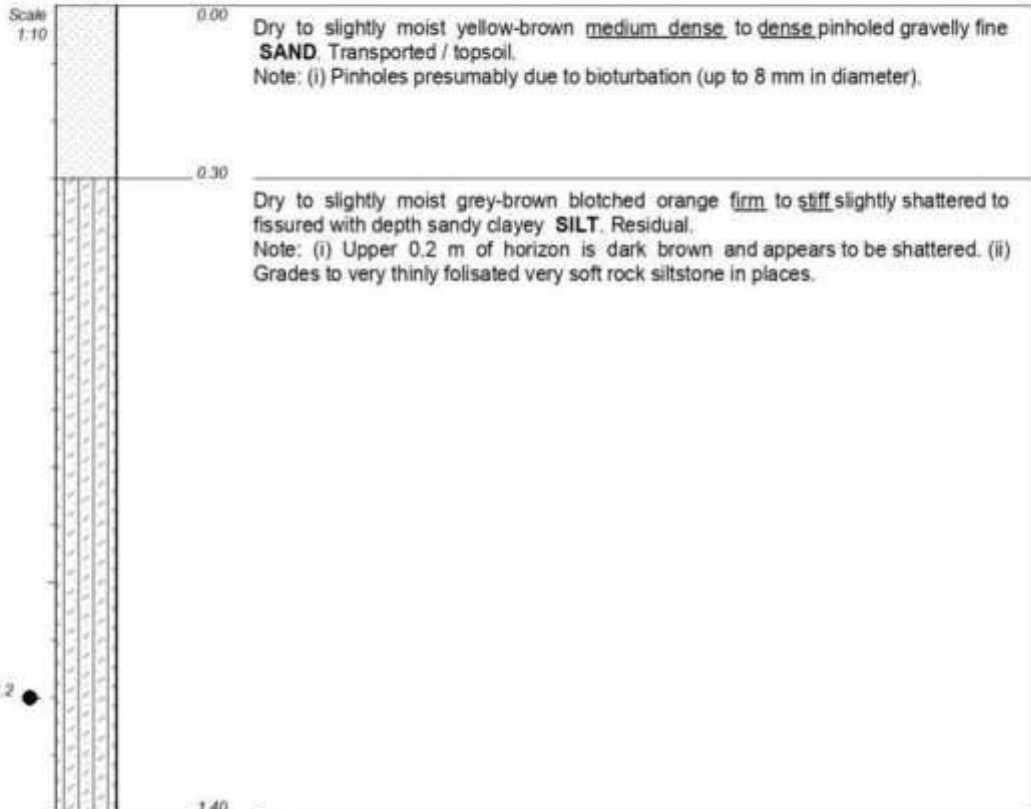 Scale
1:10
0.00
Dry to slightly moist yellow-brown medium dense to dense pinholed gravelly fine
SAND. Transported / topsoil.
Note: (i) Pinholes presumably due to bioturbation (up to 8 mm in diameter).
0.30
Dry to slightly moist grey-brown blotched orange firm to stiff slightly shattered to
fissured with depth sandy clayey SILT. Residual.
Note: (i) Upper 0.2 m of horizon is dark brown and appears to be shattered. (ii)
Grades to very thinly folisated very soft rock siltstone in places.
2
1.40